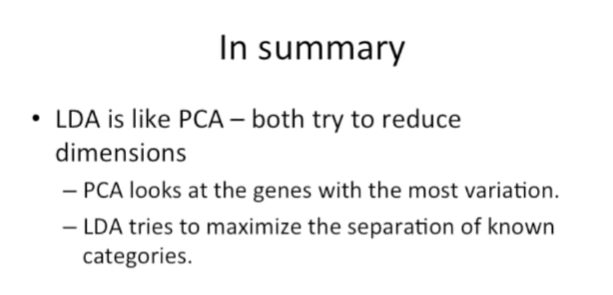 In summary
• LDA is like PCA – both try to reduce
dimensions
– PCA looks at the genes with the most variation.
– LDA tries to maximize the separation of known
categories.